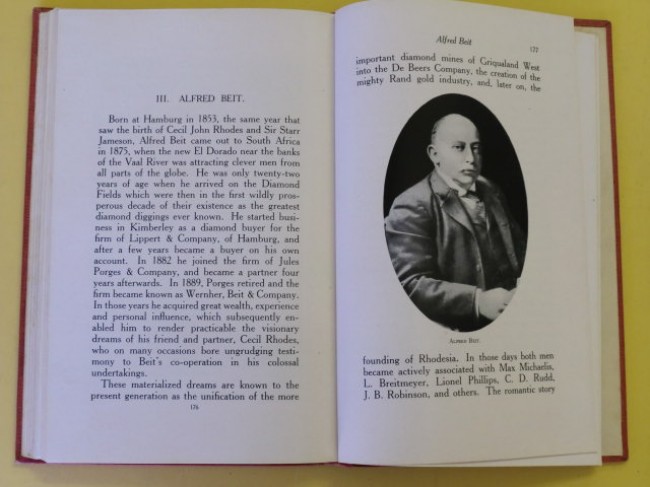 III. ALFRED BEIT.
Born at Hamburg in 1853, the same year that
saw the birth of Cecil John Rhodes and Sir Starr
Jameson, Alfred Beit came out to South Africa
in 1875, when the new El Dorado near the banks
of the Vaal River was attracting clever men from
all parts of the globe. He was only twenty-two
years of age when he arrived on the Diamond
Fields which were then in the first wildly pros-
perous decade of their existence as the greatest
diamond diggings ever known. He started busi-
ness in Kimberley as a diamond buyer for the
firm of Lippert & Company, of Hamburg, and
after a few years became a buyer on his own
account. In 1882 he joined the firm of Jules
Porges & Company, and became a partner four
years afterwards. In 1889, Porges retired and the
firm became known as Wernher, Beit & Company.
In those years he acquired great wealth, experience
and personal influence, which subsequently en-
abled him to render practicable the visionary
dreams of his friend and partner, Cecil Rhodes,
who on many occasions bore ungrudging testi-
mony to Beit's co-operation in his colossal
undertakings.
These materialized dreams are known to the
present generation as the unification of the more
176
Alfred Beit
177
important diamond mines of Griqualand West
into the De Beers Company, the creation of the
mighty Rand gold industry, and, later on, the
ALFRED BEIT.
founding of Rhodesia. In those days both men
became actively associated with Max Michaelis,
L. Breitmeyer, Lionel Phillips, C. D. Rudd,
J. B. Robinson, and others. The romantic story